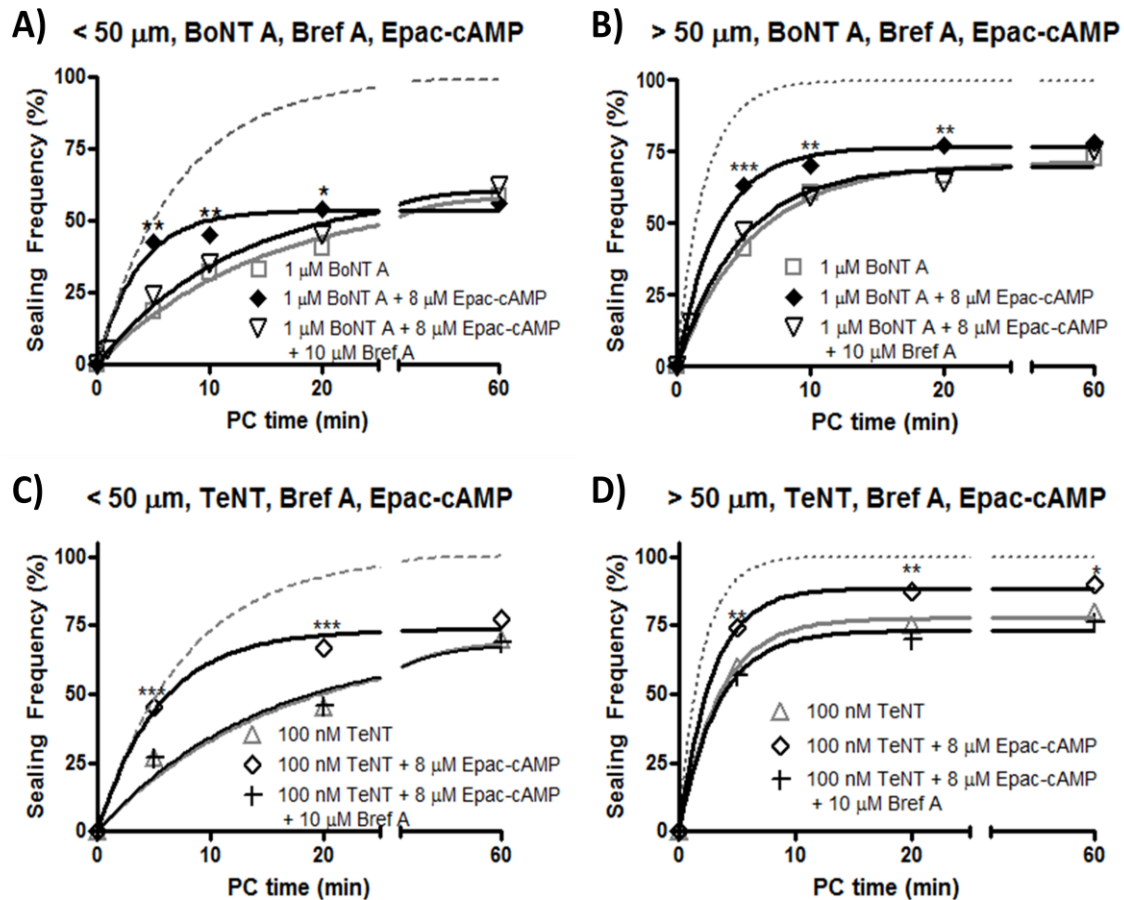 A) < 50 μm, BoNT A, Bref A, Epac-cAMP
Sealing Frequency (%)
100
75
50
25
0
**
**
*
1 μM BoNT A
1 μM BoNT A + 8 μM Epac-cAMP
1 μM BoNT A + 8 μM Epac-cAMP
+ 10 μM Bref A
0 10 20 60
PC time (min)
B) > 50 μm, BoNT A, Bref A, Epac-cAMP
Sealing Frequency (%)
100
75
50
25
0
***
**
**
1 μM BoNT A
1 μM BoNT A + 8 μM Epac-cAMP
1 μM BoNT A + 8 μM Epac-cAMP
+ 10 μM Bref A
0 10 20 60
PC time (min)
C) < 50 μm, TeNT, Bref A, Epac-cAMP
Sealing Frequency (%)
100
75
50
25
0
***
***
100 nM TeNT
100 nM TeNT + 8 μM Epac-cAMP
100 nM TeNT + 8 μM Epac-cAMP
+ 10 μM Bref A
0 10 20 60
PC time (min)
D) > 50 μm, TeNT, Bref A, Epac-cAMP
Sealing Frequency (%)
100
75
50
25
0
**
**
*
100 nM TeNT
100 nM TeNT + 8 μM Epac-cAMP
100 nM TeNT + 8 μM Epac-cAMP
+ 10 μM Bref A
0 10 20 60
PC time (min)